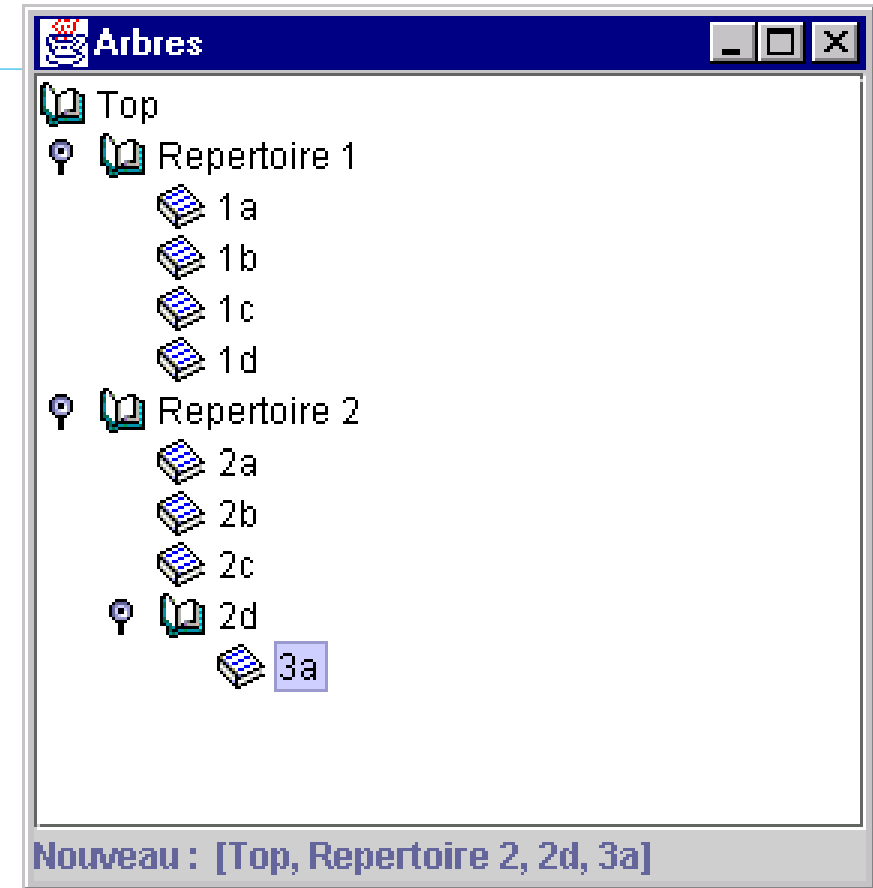 Arbres
Top
Repertoire 1
1a
1b
1c
1d
Repertoire 2
2a
2b
2c
2d
3a
Nouveau : [Top, Repertoire 2, 2d, 3a]